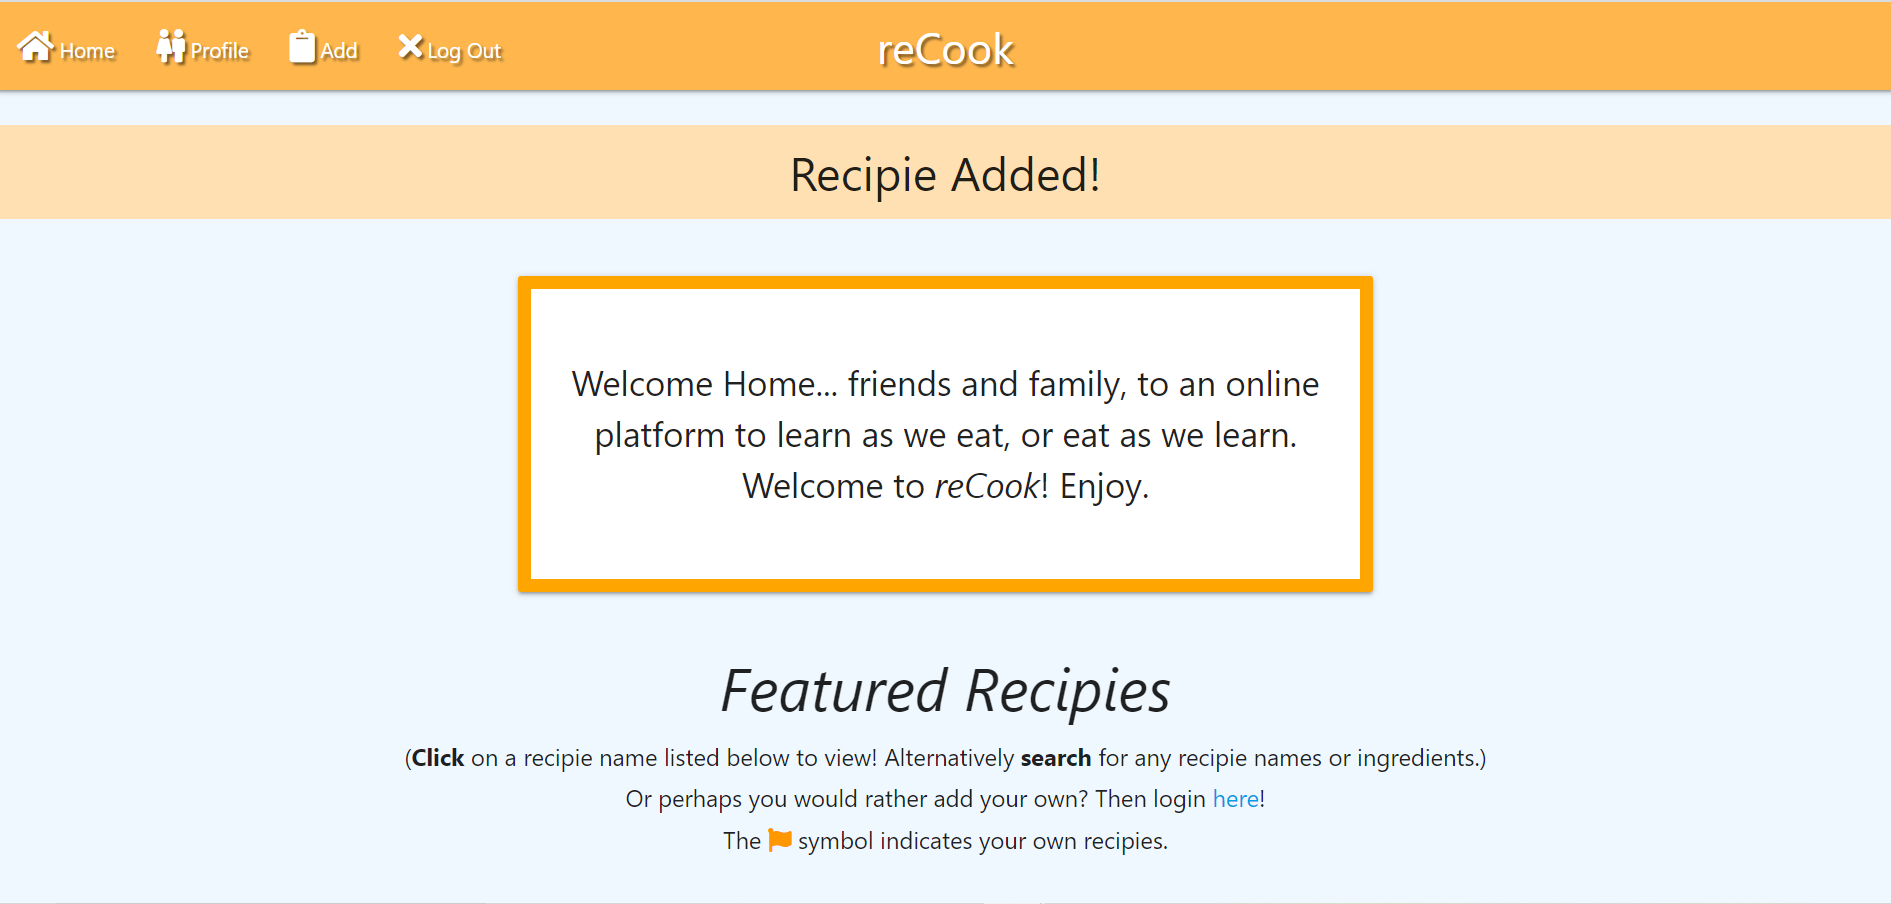 Home Profile Add Log Out reCook
Recipie Added!
Welcome Home... friends and family, to an online
platform to learn as we eat, or eat as we learn.
Welcome to reCook! Enjoy.
Featured Recipies
(Click on a recipie name listed below to view! Alternatively search for any recipie names or ingredients.)
Or perhaps you would rather add your own? Then login here!
The symbol indicates your own recipies.